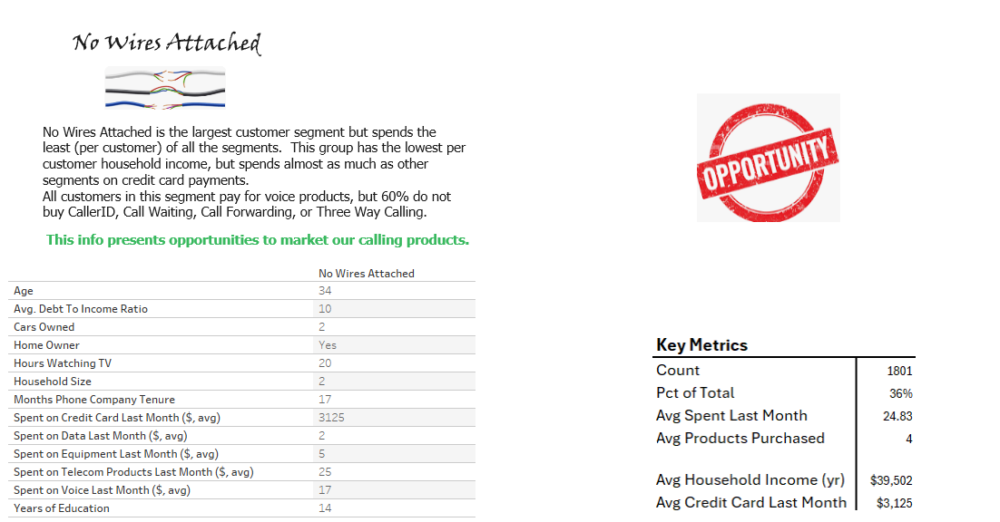 No Wires Attached
No Wires Attached is the largest customer segment but spends the
least (per customer) of all the segments.  This group has the lowest per
customer household income, but spends almost as much as other
segments on credit card payments.
All customers in this segment pay for voice products, but 60% do not
buy CallerID, Call Waiting, Call Forwarding, or Three Way Calling.
This info presents opportunities to market our calling products.
No Wires Attached
Age 34
Avg. Debt To Income Ratio 10
Cars Owned 2
Home Owner Yes
Hours Watching TV 20
Household Size 2
Months Phone Company Tenure 17
Spent on Credit Card Last Month ($, avg) 3125
Spent on Data Last Month ($, avg) 2
Spent on Equipment Last Month ($, avg) 5
Spent on Telecom Products Last Month ($, avg) 25
Spent on Voice Last Month ($, avg) 17
Years of Education 14
OPPORTUNITY
Key Metrics
Count 1801
Pct of Total 36%
Avg Spent Last Month 24.83
Avg Products Purchased 4
Avg Household Income (yr) $39,502
Avg Credit Card Last Month $3,125